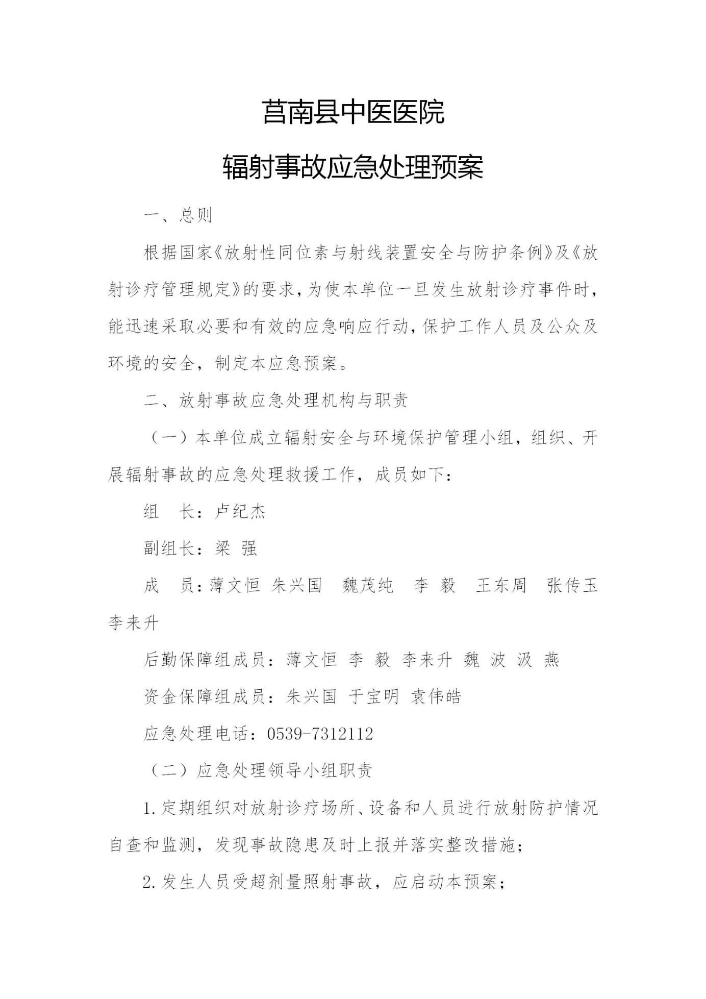 莒南县中医医院
辐射事故应急处理预案
一、总则
根据国家《放射性同位素与射线装置安全与防护条例》及《放
射诊疗管理规定》的要求，为使本单位一旦发生放射诊疗事件时，
能迅速采取必要和有效的应急响应行动，保护工作人员及公众及
环境的安全，制定本应急预案。
二、放射事故应急处理机构与职责
（一）本单位成立辐射安全与环境保护管理小组，组织、开
展辐射事故的应急处理救援工作，成员如下：
组　长：卢纪杰
副组长：梁 强
成　员：薄文恒 朱兴国　魏茂纯　李 毅　王东周　张传玉
李来升
后勤保障组成员：薄文恒 李 毅 李来升 魏 波 汲 燕
资金保障组成员：朱兴国 于宝明 袁伟皓
应急处理电话：0539-7312112
（二）应急处理领导小组职责
1.定期组织对放射诊疗场所、设备和人员进行放射防护情况
自查和监测，发现事故隐患及时上报并落实整改措施；
2.发生人员受超剂量照射事故，应启动本预案；